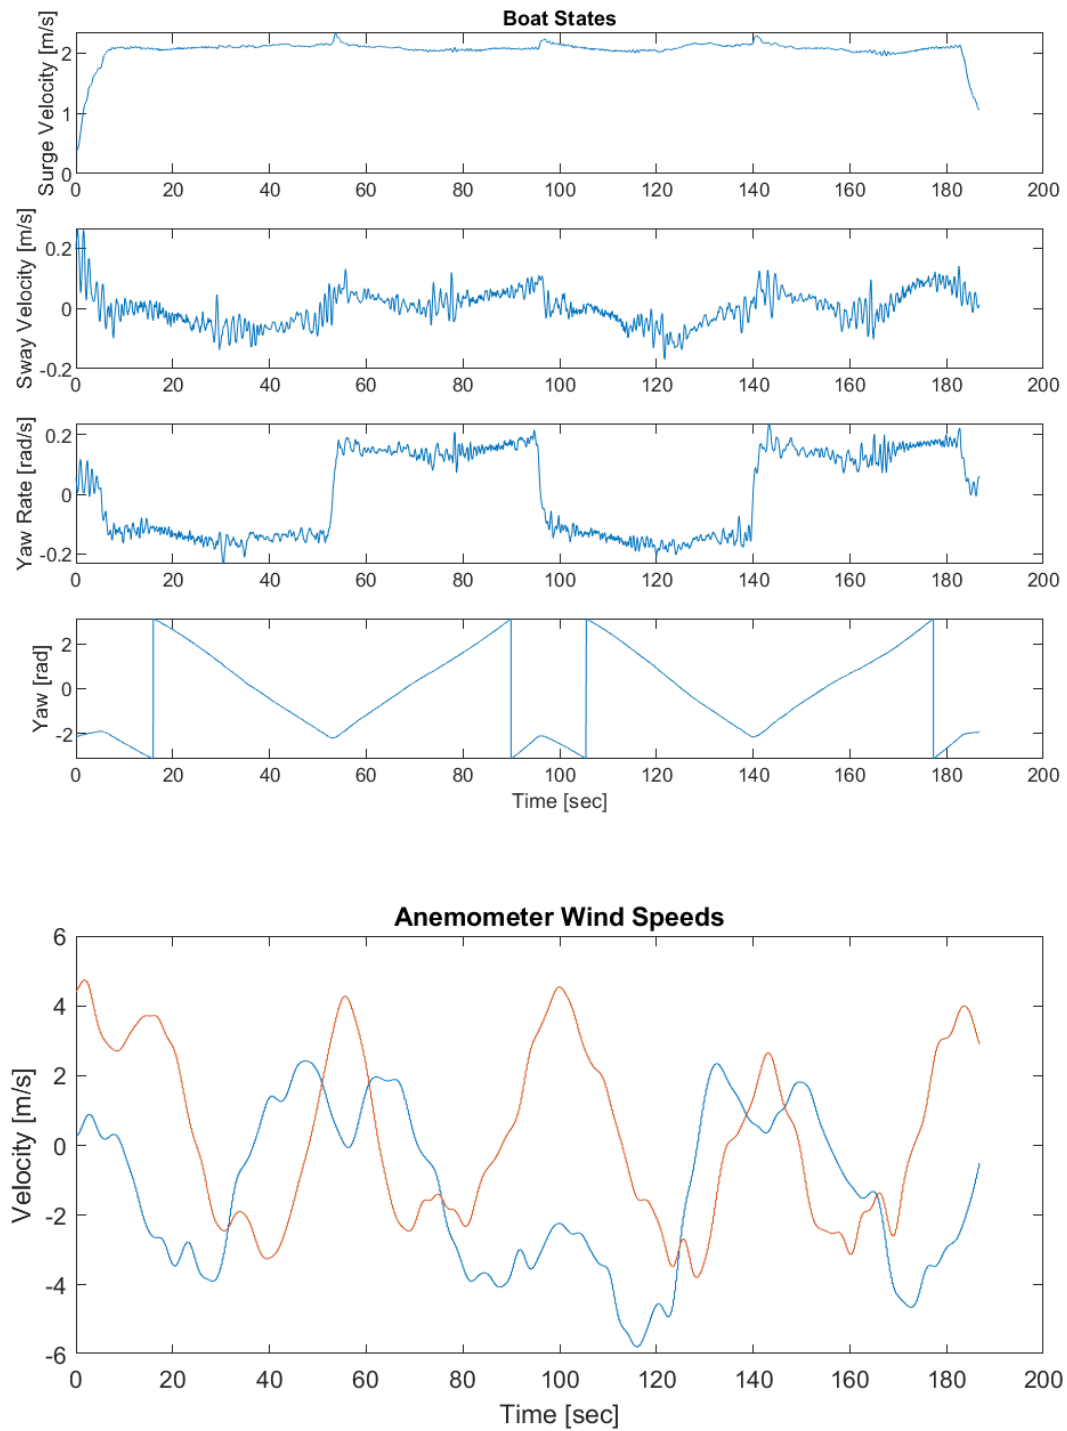 Boat States
Surge Velocity [m/s]
2
1
0
0 20 40 60 80 100 120 140 160 180 200
Sway Velocity [m/s]
0.2
0
-0.2
0 20 40 60 80 100 120 140 160 180 200
Yaw Rate [rad/s]
0.2
0
-0.2
0 20 40 60 80 100 120 140 160 180 200
Yaw [rad]
2
0
-2
0 20 40 60 80 100 120 140 160 180 200
Time [sec]
Anemometer Wind Speeds
Velocity [m/s]
6
4
2
0
-2
-4
-6
0 20 40 60 80 100 120 140 160 180 200
Time [sec]